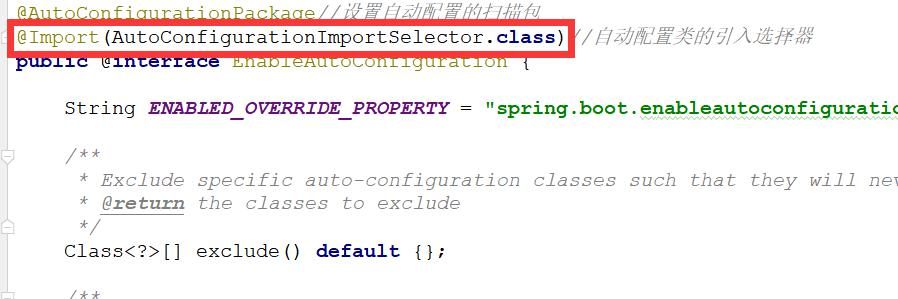 @AutoConfigurationPackage//设置自动配置的扫描包
@Import(AutoConfigurationImportSelector.class)//自动配置类的引入选择器
public @interface EnableAutoConfiguration {
String ENABLED_OVERRIDE_PROPERTY = "spring.boot.enableautoconfiguratio
/**
* Exclude specific auto-configuration classes such that they will nev
* @return the classes to exclude
*/
Class<?>[] exclude() default {};
/**